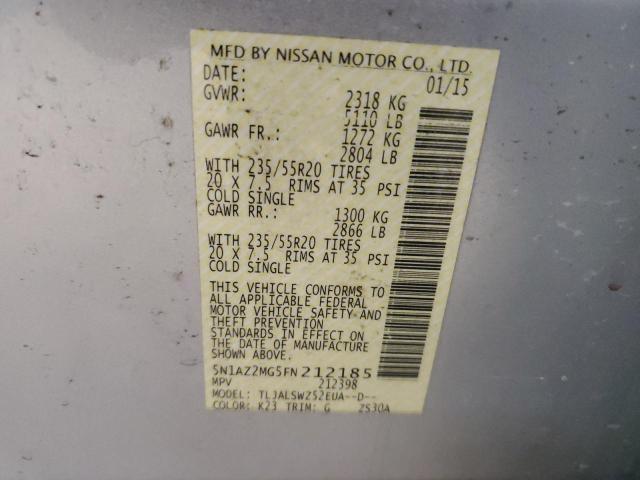 MFD BY NISSAN MOTOR CO., LTD.
DATE: 01/15
GVWR: 2318 KG
5110 LB
GAWR FR.: 1272 KG
2804 LB
WITH 235/55R20 TIRES
20 X 7.5 RIMS AT 35 PSI
COLD SINGLE
GAWR RR.: 1300 KG
2866 LB
WITH 235/55R20 TIRES
20 X 7.5 RIMS AT 35 PSI
COLD SINGLE
THIS VEHICLE CONFORMS TO
ALL APPLICABLE FEDERAL
MOTOR VEHICLE SAFETY AND
THEFT PREVENTION
STANDARDS IN EFFECT ON
THE DATE OF MANUFACTURE
SHOWN ABOVE.
5N1AZ2MG5FN212185
MPV 212398
MODEL: TLJALSWZ52EUA--D--
COLOR: K23 TRIM: G ZS30A